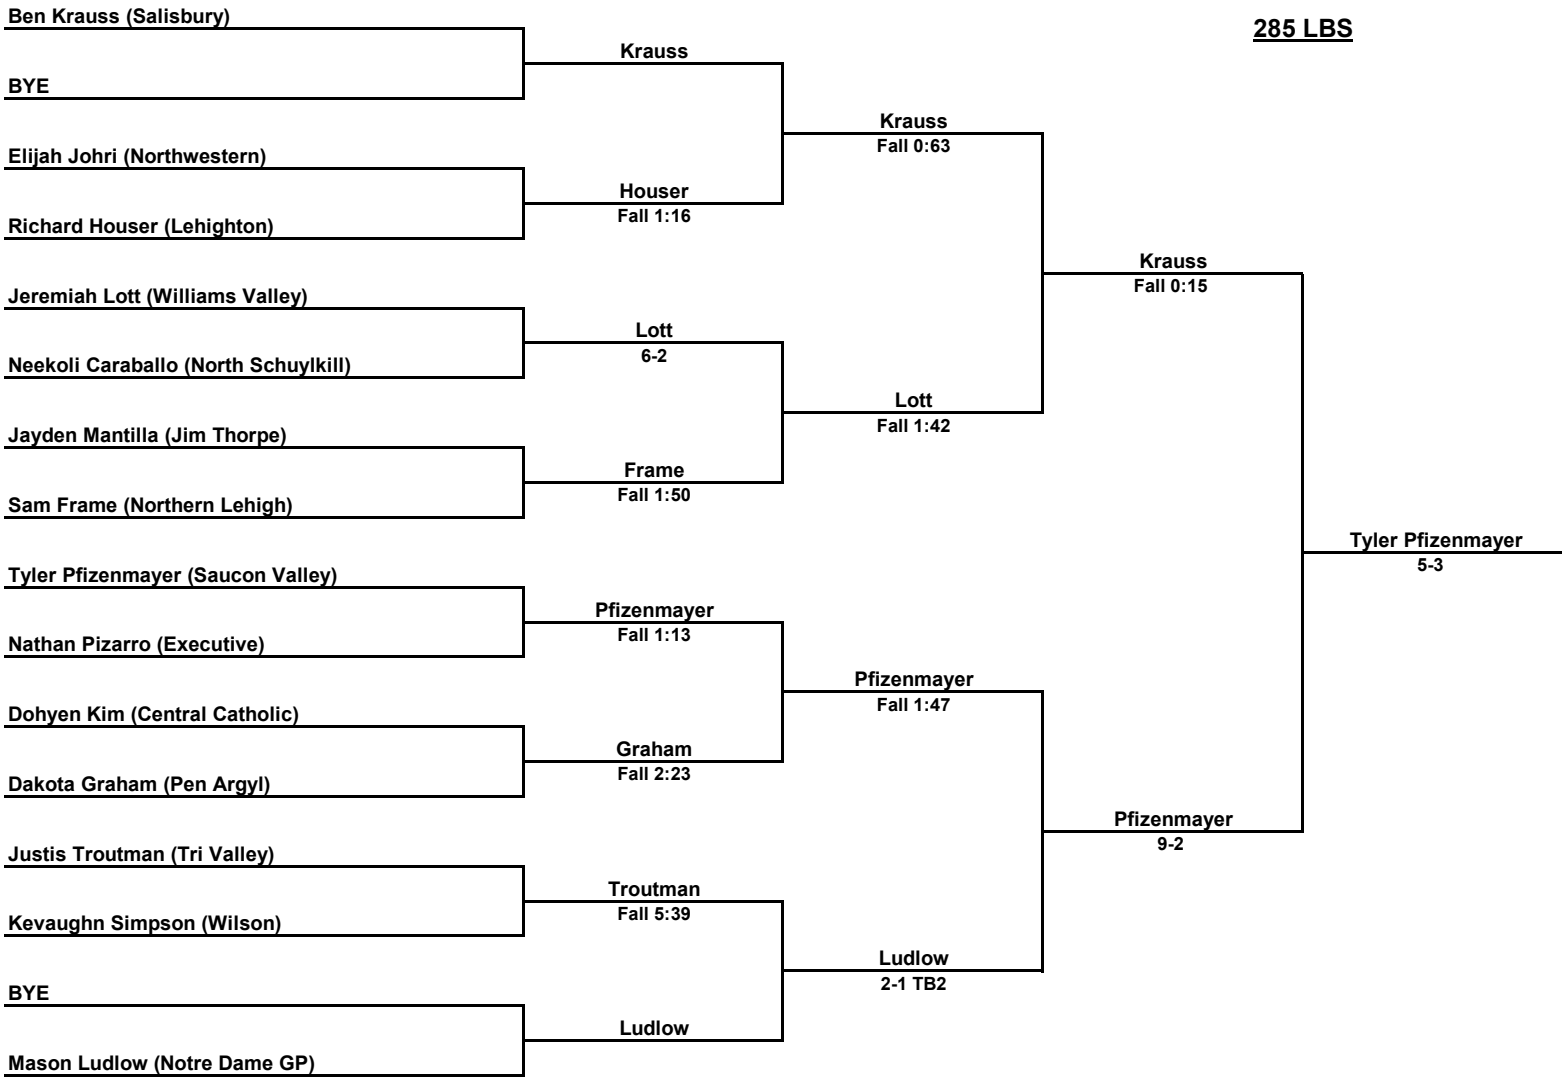 Ben Krauss (Salisbury)
285 LBS
Krauss
BYE
Krauss
Fall 0:63
Elijah Johri (Northwestern)
Houser
Fall 1:16
Richard Houser (Lehighton)
Krauss
Fall 0:15
Jeremiah Lott (Williams Valley)
Lott
6-2
Neekoli Caraballo (North Schuylkill)
Lott
Fall 1:42
Jayden Mantilla (Jim Thorpe)
Frame
Fall 1:50
Sam Frame (Northern Lehigh)
Tyler Pfizenmayer
5-3
Tyler Pfizenmayer (Saucon Valley)
Pfizenmayer
Fall 1:13
Nathan Pizarro (Executive)
Pfizenmayer
Fall 1:47
Dohyen Kim (Central Catholic)
Graham
Fall 2:23
Dakota Graham (Pen Argyl)
Pfizenmayer
9-2
Justis Troutman (Tri Valley)
Troutman
Fall 5:39
Kevaughn Simpson (Wilson)
Ludlow
2-1 TB2
BYE
Ludlow
Mason Ludlow (Notre Dame GP)